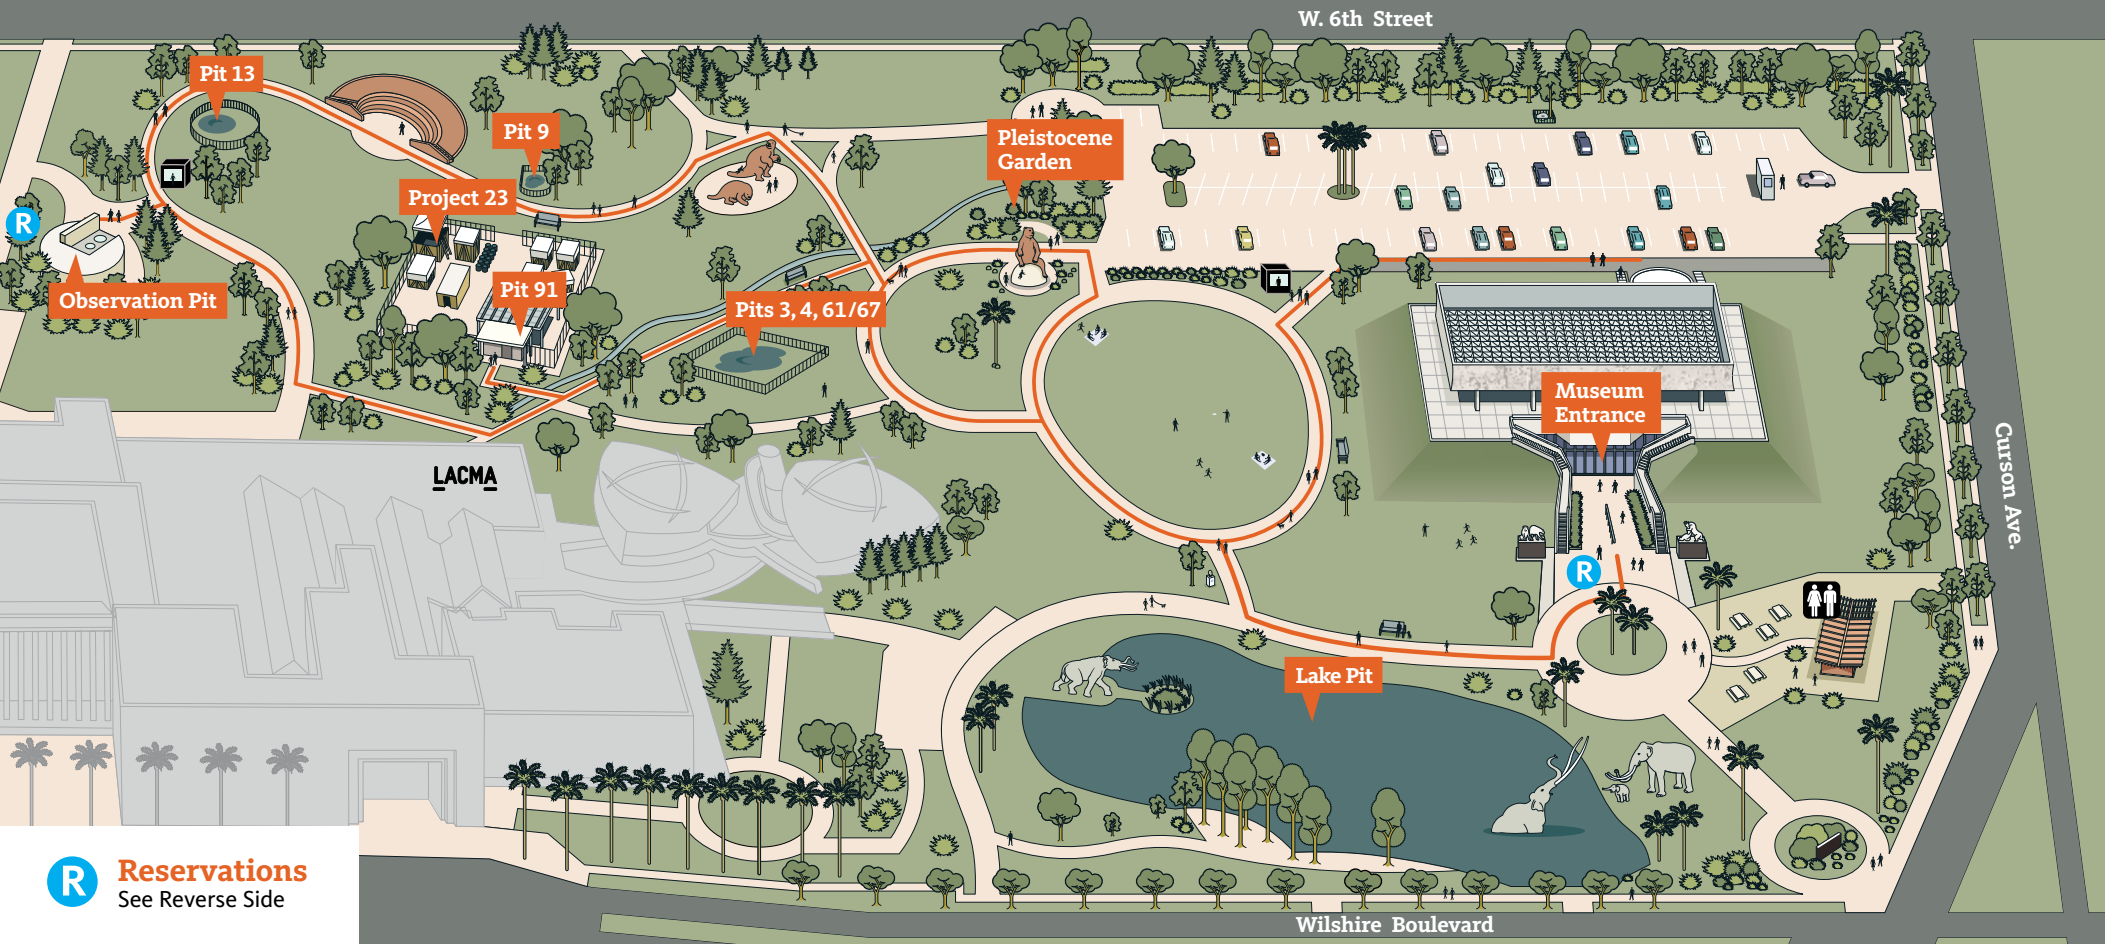 W. 6th Street
Pit 13
Pit 9
Pleistocene
Garden
Project 23
R
Observation Pit
Pit 91
Pits 3, 4, 61/67
Museum
Entrance
Curson Ave.
LACMA
R
Lake Pit
R
Reservations
See Reverse Side
Wilshire Boulevard